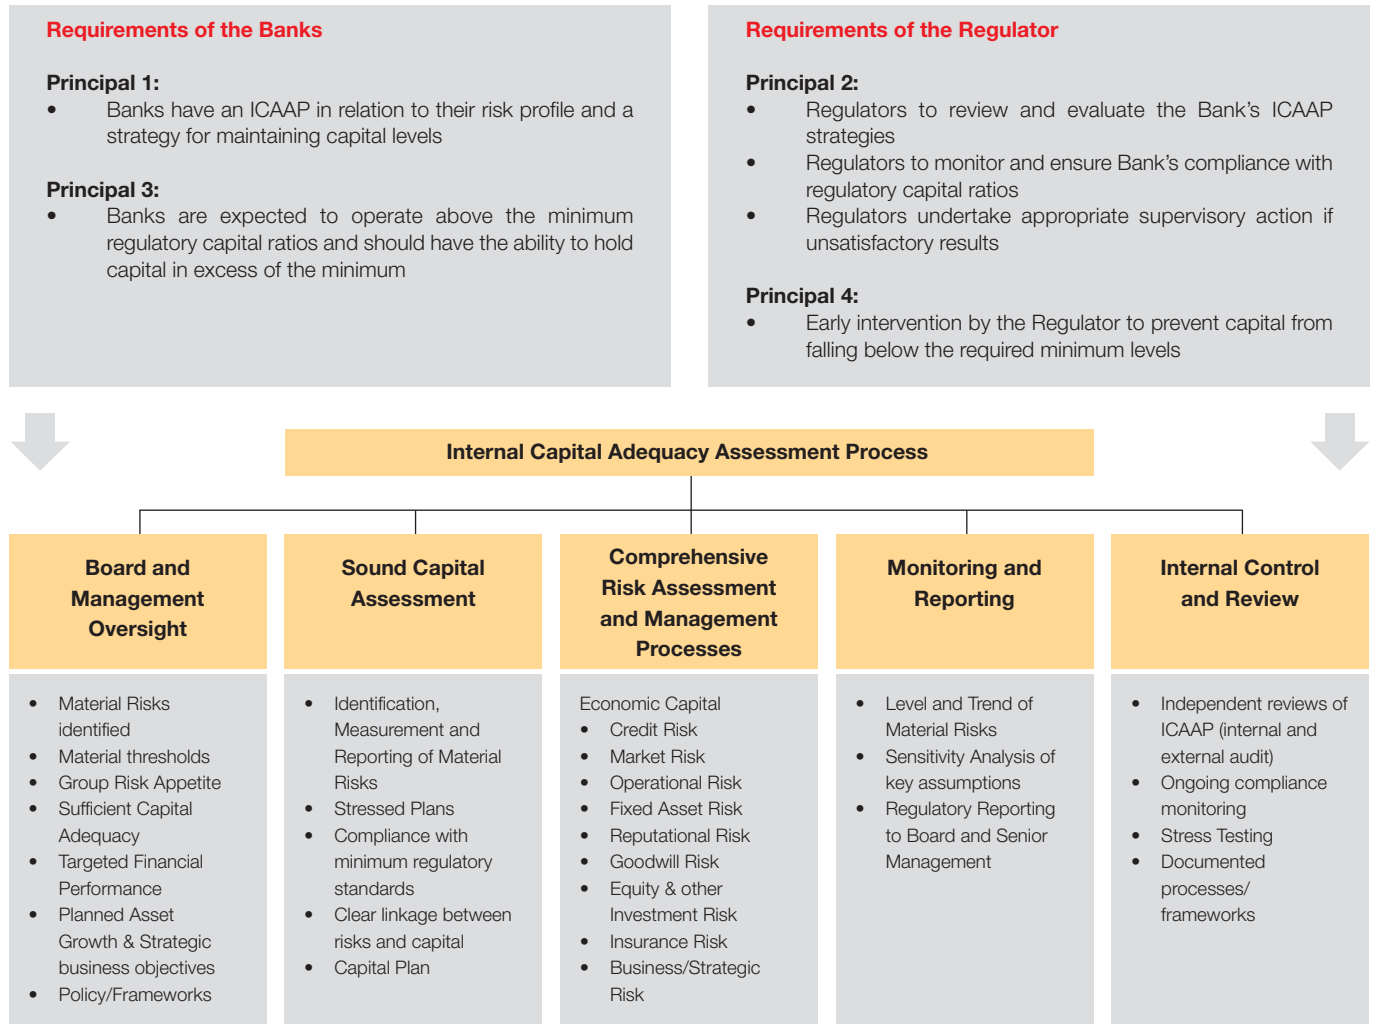 Requirements of the Banks
Principal 1:
• Banks have an ICAAP in relation to their risk profile and a
strategy for maintaining capital levels
Principal 3:
• Banks are expected to operate above the minimum
regulatory capital ratios and should have the ability to hold
capital in excess of the minimum
Requirements of the Regulator
Principal 2:
• Regulators to review and evaluate the Bank's ICAAP
strategies
• Regulators to monitor and ensure Bank's compliance with
regulatory capital ratios
• Regulators undertake appropriate supervisory action if
unsatisfactory results
Principal 4:
• Early intervention by the Regulator to prevent capital from
falling below the required minimum levels
Internal Capital Adequacy Assessment Process
Board and
Management
Oversight
• Material Risks
identified
• Material thresholds
• Group Risk Appetite
• Sufficient Capital
Adequacy
• Targeted Financial
Performance
• Planned Asset
Growth & Strategic
business objectives
• Policy/Frameworks
Sound Capital
Assessment
• Identification,
Measurement and
Reporting of Material
Risks
• Stressed Plans
• Compliance with
minimum regulatory
standards
• Clear linkage between
risks and capital
• Capital Plan
Comprehensive
Risk Assessment
and Management
Processes
Economic Capital
• Credit Risk
• Market Risk
• Operational Risk
• Fixed Asset Risk
• Reputational Risk
• Goodwill Risk
• Equity & other
Investment Risk
• Insurance Risk
• Business/Strategic
Risk
Monitoring and
Reporting
• Level and Trend of
Material Risks
• Sensitivity Analysis of
key assumptions
• Regulatory Reporting
to Board and Senior
Management
Internal Control
and Review
• Independent reviews of
ICAAP (internal and
external audit)
• Ongoing compliance
monitoring
• Stress Testing
• Documented
processes/
frameworks